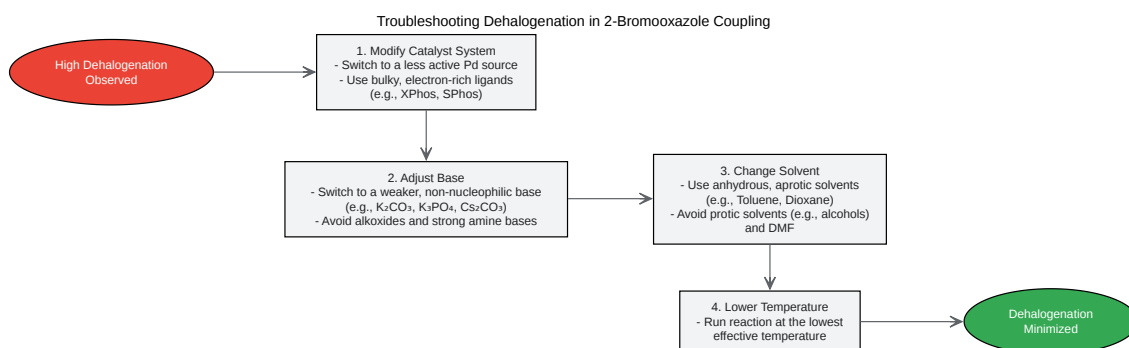 Troubleshooting Dehalogenation in 2-Bromooxazole Coupling
High Dehalogenation
Observed
1. Modify Catalyst System
- Switch to a less active Pd source
- Use bulky, electron-rich ligands
(e.g., XPhos, SPhos)
2. Adjust Base
- Switch to a weaker, non-nucleophilic base
(e.g., K₂CO₃, K₃PO₄, Cs₂CO₃)
- Avoid alkoxides and strong amine bases
3. Change Solvent
- Use anhydrous, aprotic solvents
(e.g., Toluene, Dioxane)
- Avoid protic solvents (e.g., alcohols)
and DMF
4. Lower Temperature
- Run reaction at the lowest
effective temperature
Dehalogenation
Minimized